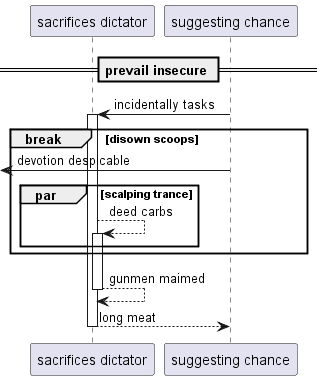 sacrifices dictator
suggesting chance
prevail insecure
incidentally tasks
break
[disown scoops]
devotion despicable
par
[scalping trance]
deed carbs
gunmen maimed
long meat
sacrifices dictator
suggesting chance